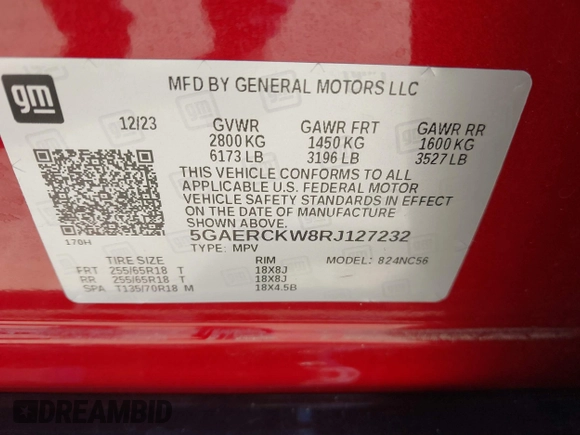 gm
MFD BY GENERAL MOTORS LLC
12/23 GVWR GAWR FRT GAWR RR
2800 KG 1450 KG 1600 KG
6173 LB 3196 LB 3527 LB
THIS VEHICLE CONFORMS TO ALL
APPLICABLE U.S. FEDERAL MOTOR
VEHICLE SAFETY STANDARDS IN EFFECT
ON THE DATE OF MANUFACTURE
SHOWN ABOVE.
170H 5GAERCKW8RJ127232
TYPE: MPV MODEL: 824NC56
TIRE SIZE RIM
FRT 255/65R18 T 18X8J
RR 255/65R18 T 18X8J
SPA T135/70R18 M 18X4.5B
DREAMBID